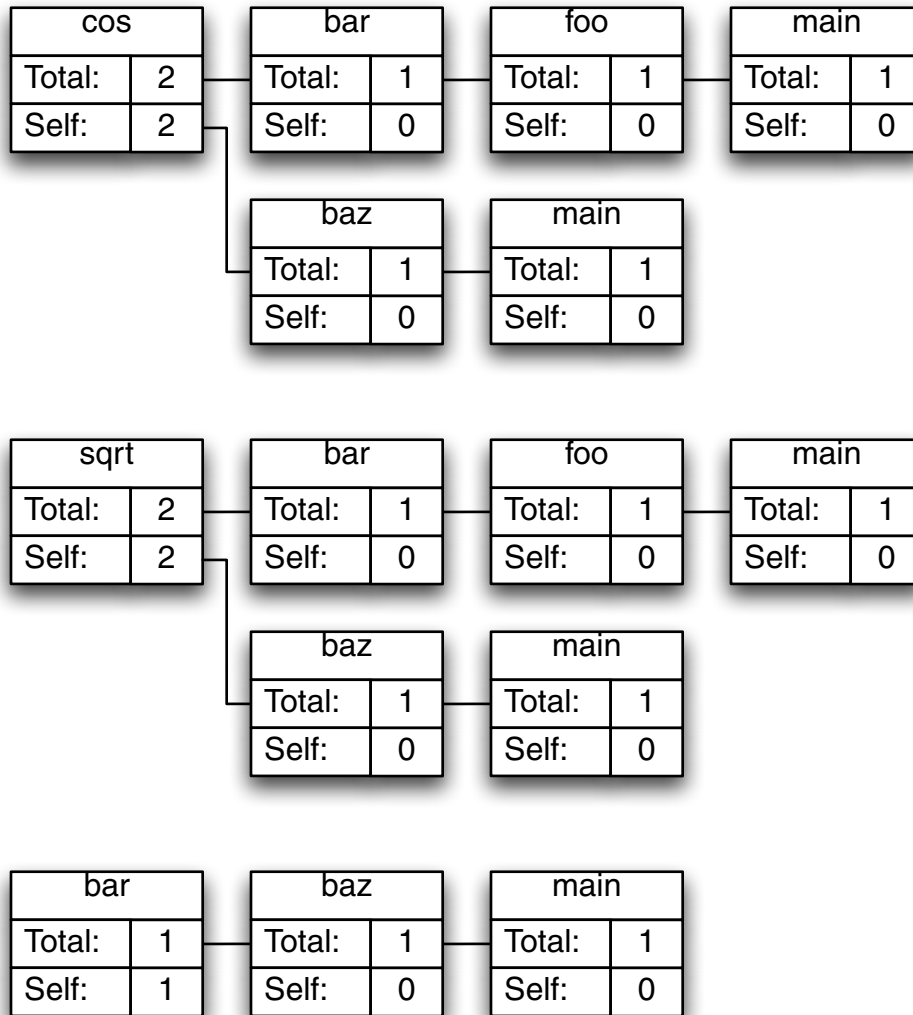 cos bar foo main
Total: 2 Total: 1 Total: 1 Total: 1
Self: 2 Self: 0 Self: 0 Self: 0
baz main
Total: 1 Total: 1
Self: 0 Self: 0
sqrt bar foo main
Total: 2 Total: 1 Total: 1 Total: 1
Self: 2 Self: 0 Self: 0 Self: 0
baz main
Total: 1 Total: 1
Self: 0 Self: 0
bar baz main
Total: 1 Total: 1 Total: 1
Self: 1 Self: 0 Self: 0